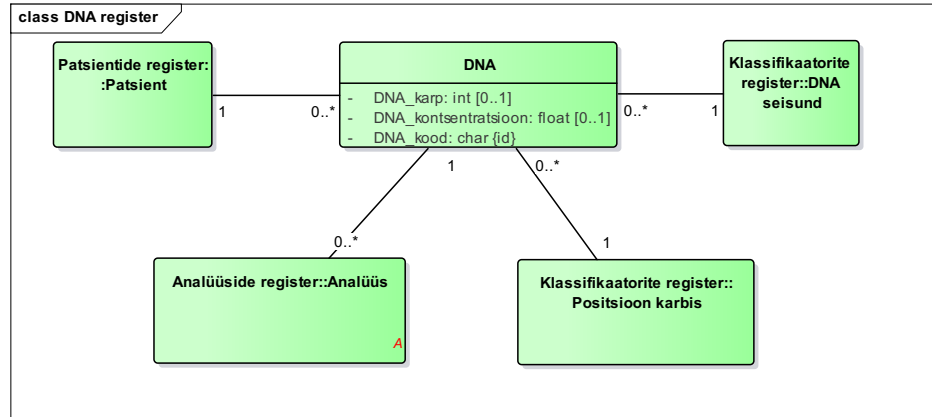 class DNA register
Patsientide register:
:Patsient
DNA
- DNA_karp: int [0..1]
- DNA_kontsentratsioon: float [0..1]
- DNA_kood: char {id}
Klassifikaatorite
register::DNA
seisund
1
0..*
0..*
1
1
0..*
0..*
1
Analüüside register::Analüüs
A
Klassifikaatorite register::
Positsioon karbis